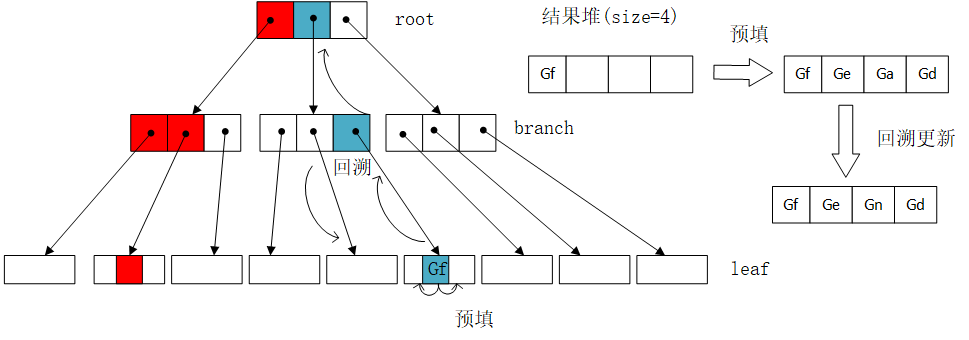 root
结果堆(size=4)
预填
Gf
Gf Ge Ga Gd
branch
回溯更新
回溯
Gf Ge Gn Gd
Gf
leaf
预填